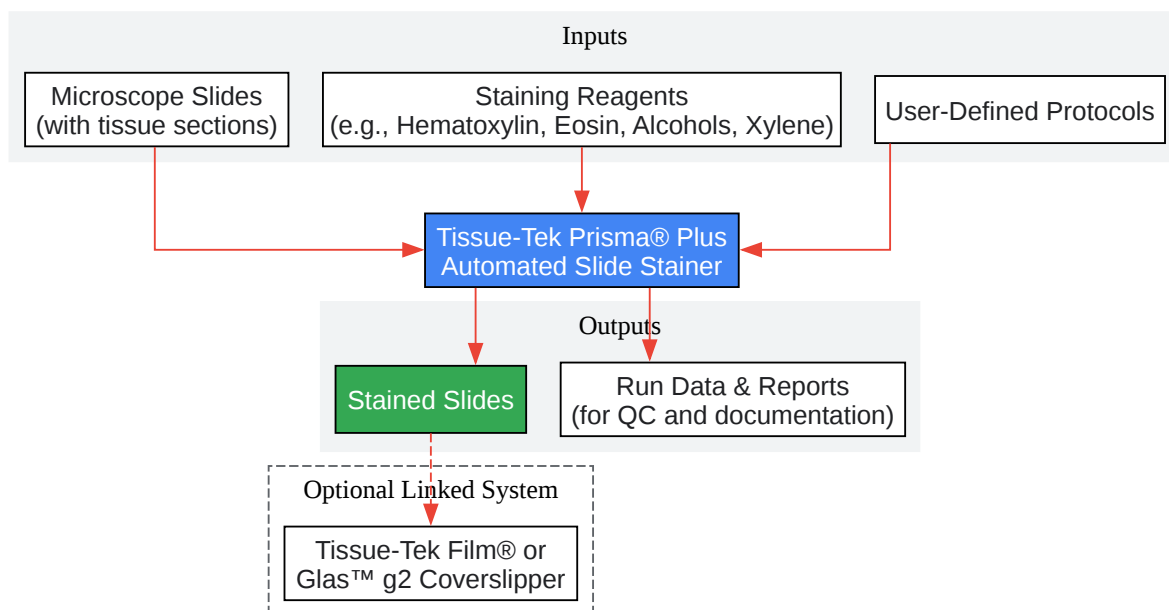 Inputs
Microscope Slides
(with tissue sections)
Staining Reagents
(e.g., Hematoxylin, Eosin, Alcohols, Xylene)
User-Defined Protocols
Tissue-Tek Prisma® Plus
Automated Slide Stainer
Outputs
Stained Slides
Run Data & Reports
(for QC and documentation)
Optional Linked System
Tissue-Tek Film® or
Glas™ g2 Coverslipper